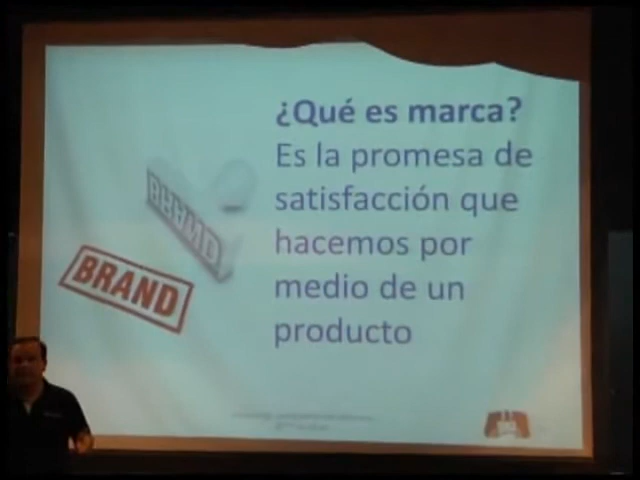 ¿Qué es marca?
Es la promesa de
satisfacción que
hacemos por
medio de un
producto
BRAND
BRAND